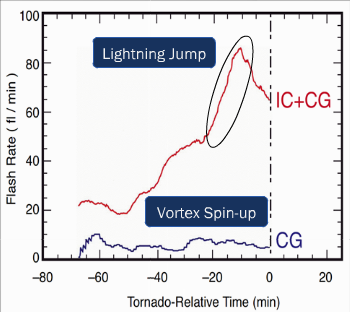 100
Lightning Jump
80
IC+CG
60
Flash Rate ( fl / min )
40
Vortex Spin-up
20
CG
0
−80 −60 −40 −20 0 20
Tornado-Relative Time (min)